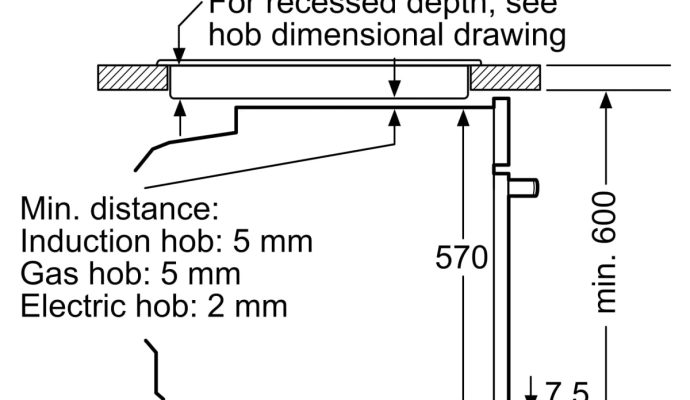 For recessed depth, see
hob dimensional drawing
Min. distance:
Induction hob: 5 mm
Gas hob: 5 mm
Electric hob: 2 mm
570
min. 600
7.5